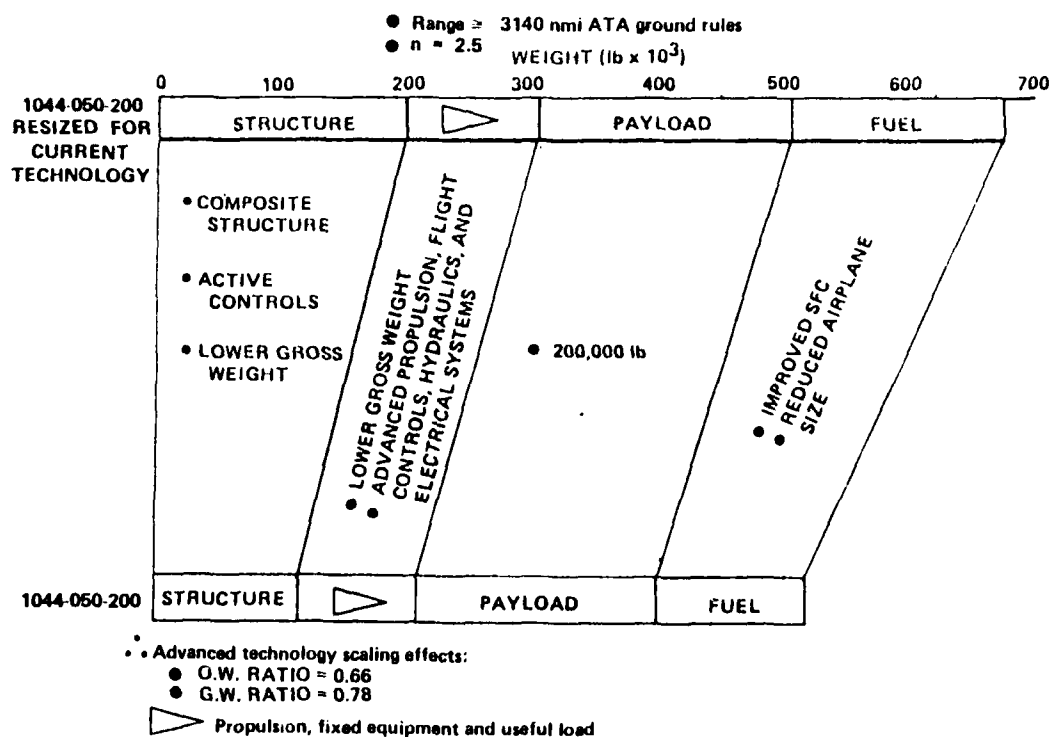 ● Range ≥ 3140 nmi ATA ground rules
● n = 2.5
WEIGHT (lb x 10³)
0 100 200 300 400 500 600 700
1044-050-200
RESIZED FOR
CURRENT
TECHNOLOGY
STRUCTURE
PAYLOAD
FUEL
● COMPOSITE
STRUCTURE
● ACTIVE
CONTROLS
● LOWER GROSS
WEIGHT
● LOWER GROSS WEIGHT
● ADVANCED PROPULSION, FLIGHT
CONTROLS, HYDRAULICS, AND
ELECTRICAL SYSTEMS
● 200,000 lb
● IMPROVED SFC
● REDUCED AIRPLANE
SIZE
1044-050-200
STRUCTURE
PAYLOAD
FUEL
∴ Advanced technology scaling effects:
● O.W. RATIO = 0.66
● G.W. RATIO = 0.78
▷ Propulsion, fixed equipment and useful load